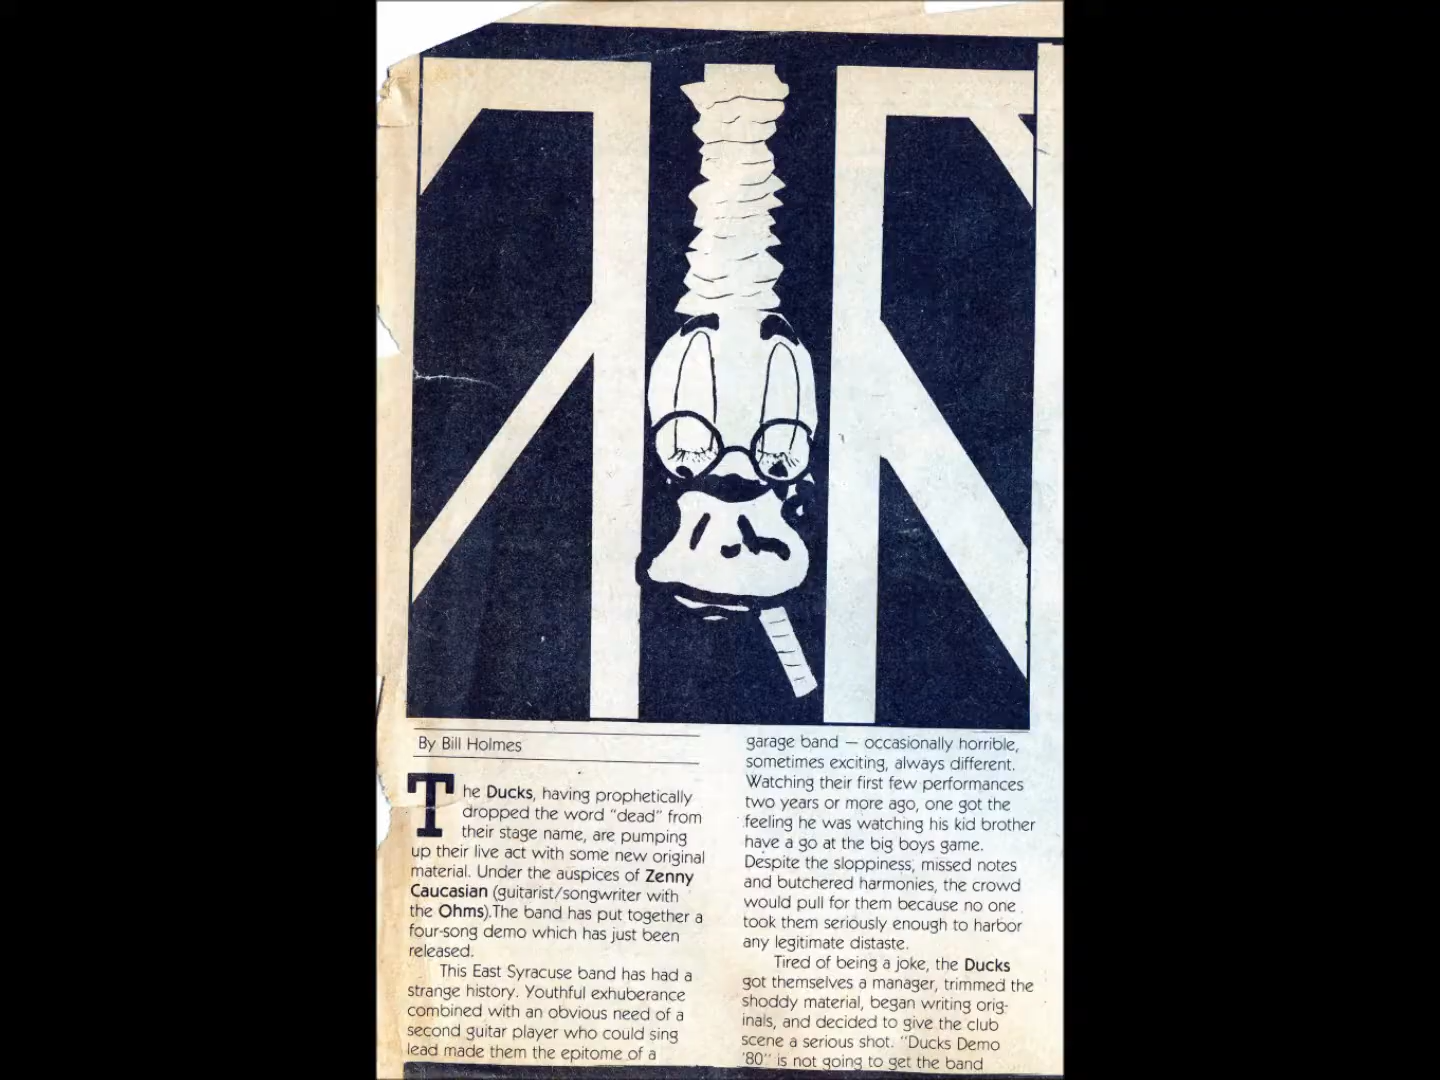 By Bill Holmes
The Ducks, having prophetically
dropped the word "dead" from
their stage name, are pumping
up their live act with some new original
material. Under the auspices of Zenny
Caucasian (guitarist/songwriter with
the Ohms).The band has put together a
four-song demo which has just been
released.
This East Syracuse band has had a
strange history. Youthful exhuberance
combined with an obvious need of a
second guitar player who could sing
lead made them the epitome of a
garage band — occasionally horrible,
sometimes exciting, always different.
Watching their first few performances
two years or more ago, one got the
feeling he was watching his kid brother
have a go at the big boys game.
Despite the sloppiness, missed notes
and butchered harmonies, the crowd
would pull for them because no one
took them seriously enough to harbor
any legitimate distaste.
Tired of being a joke, the Ducks
got themselves a manager, trimmed the
shoddy material, began writing orig-
inals, and decided to give the club
scene a serious shot. "Ducks Demo
'80" is not going to get the band